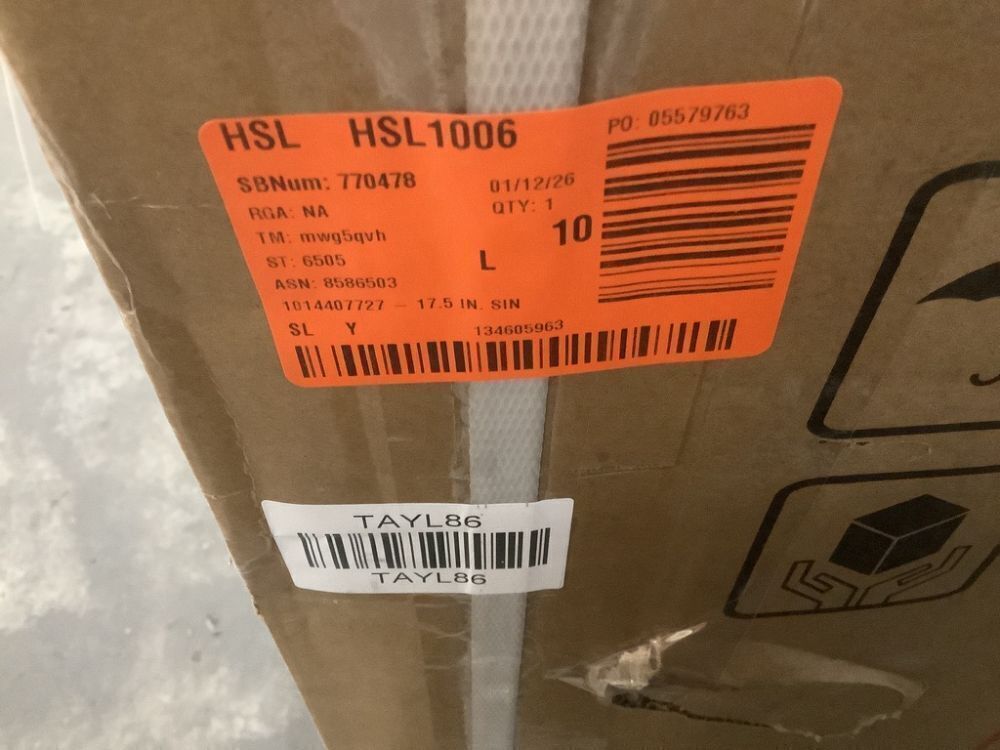 HSL HSL1006 PO: 05579763
SBNum: 770478 01/12/26
RGA: NA QTY: 1
TM: mwg5qvh 10
ST: 6505 L
ASN: 8586503
1014407727 - 17.5 IN. SIN
SL Y 134605963
TAYL86
TAYL86